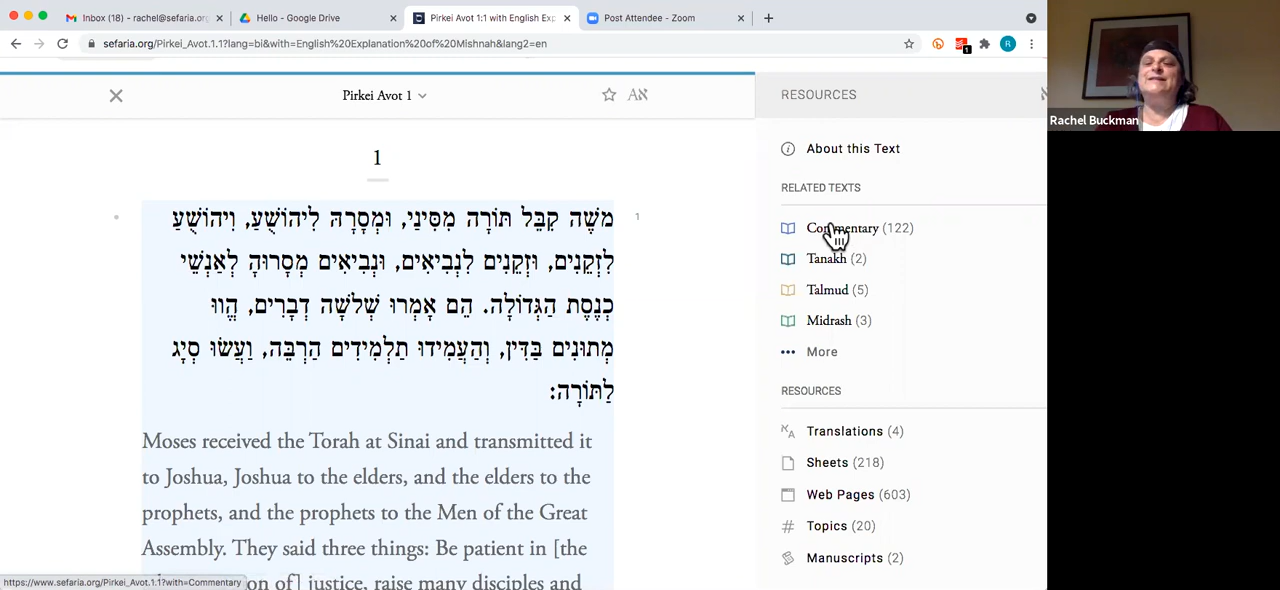 Inbox (18) - rachel@sefaria.org
Hello - Google Drive
Pirkei Avot 1:1 with English Exp
Post Attendee - Zoom
sefaria.org/Pirkei_Avot.1.1?lang=bi&with=English%20Explanation%20of%20Mishnah&lang2=en
1
R
Rachel Buckman
Pirkei Avot 1
Aא
RESOURCES
1
מֹשֶׁה קִבֵּל תּוֹרָה מִסִּינַי, וּמְסָרָהּ לִיהוֹשֻׁעַ, וִיהוֹשֻׁעַ
1
לִזְקֵנִים, וּזְקֵנִים לִנְבִיאִים, וּנְבִיאִים מְסָרוּהָ לְאַנְשֵׁי
כְנֶסֶת הַגְּדוֹלָה. הֵם אָמְרוּ שְׁלֹשָׁה דְבָרִים, הֱווּ
מְתוּנִים בַּדִּין, וְהַעֲמִידוּ תַלְמִידִים הַרְבֵּה, וַעֲשׂוּ סְיָג
לַתּוֹרָה:
Moses received the Torah at Sinai and transmitted it
to Joshua, Joshua to the elders, and the elders to the
prophets, and the prophets to the Men of the Great
Assembly. They said three things: Be patient in [the
on of] justice, raise many disciples and
About this Text
RELATED TEXTS
Commentary (122)
Tanakh (2)
Talmud (5)
Midrash (3)
More
RESOURCES
Translations (4)
Sheets (218)
Web Pages (603)
Topics (20)
Manuscripts (2)
https://www.sefaria.org/Pirkei_Avot.1.1?with=Commentary